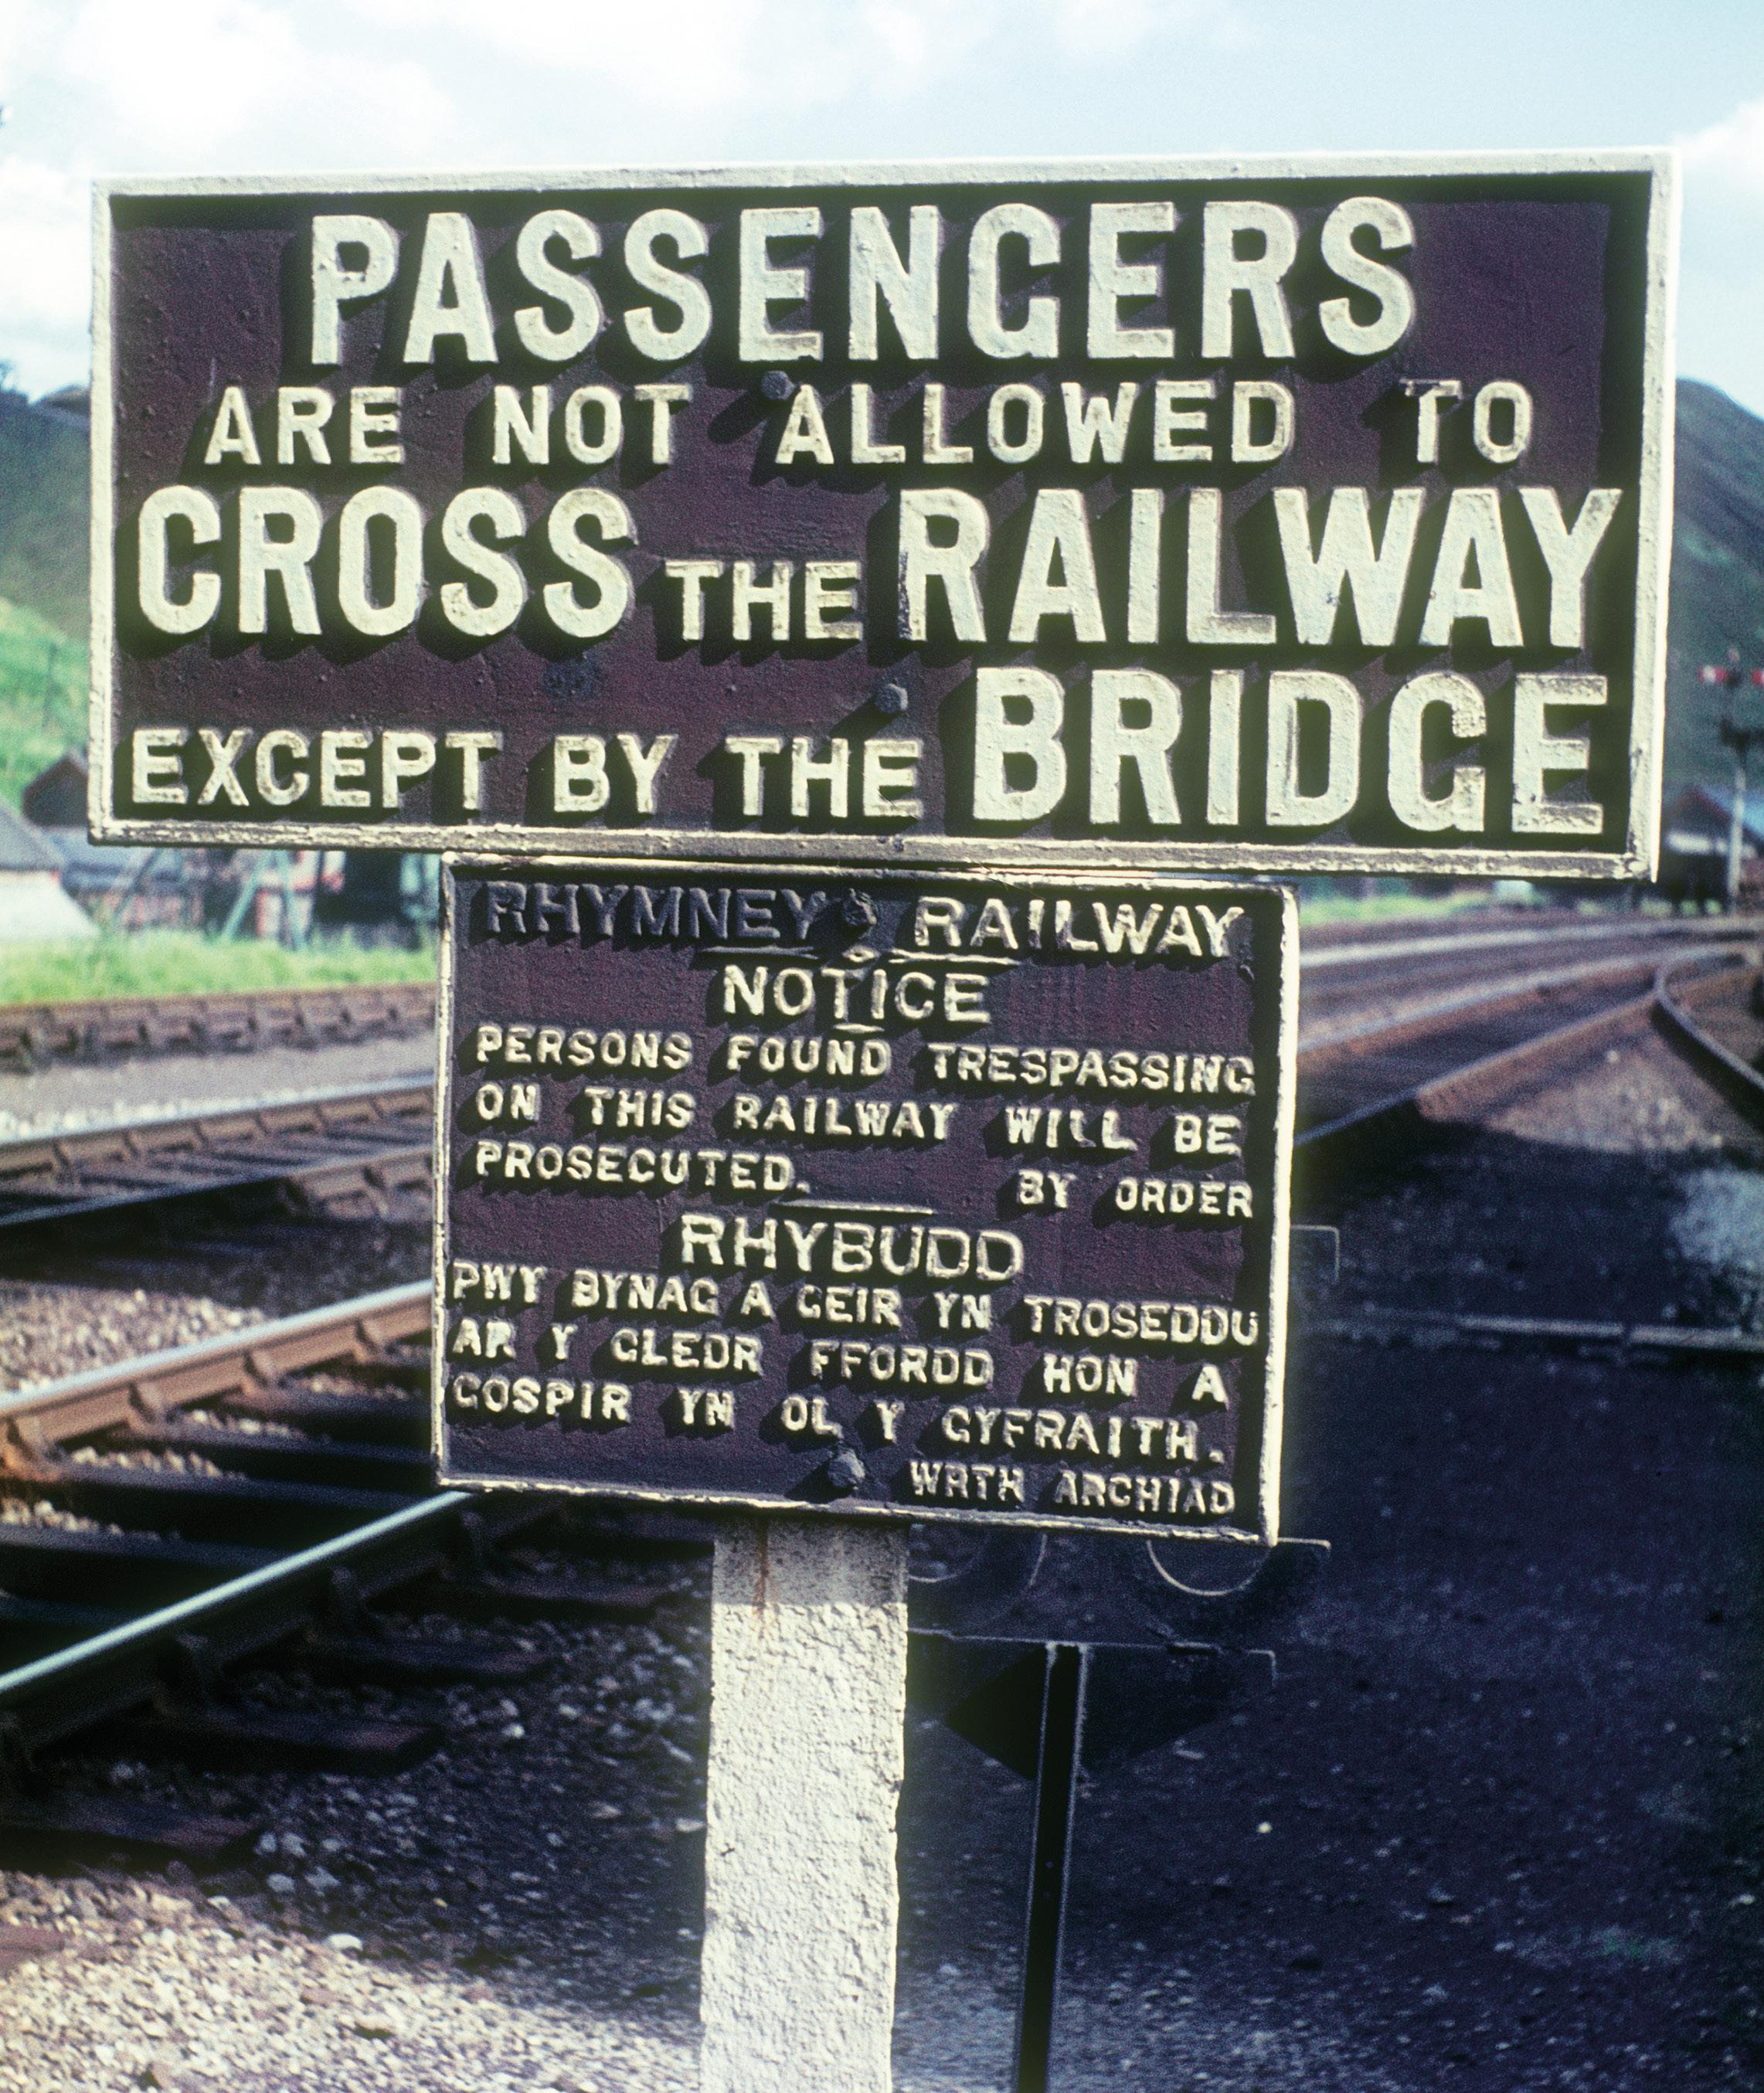 PASSENGERS
ARE NOT ALLOWED TO
CROSS THE RAILWAY
EXCEPT BY THE BRIDGE
RHYMNEY RAILWAY
NOTICE
PERSONS FOUND TRESPASSING
ON THIS RAILWAY WILL BE
PROSECUTED. BY ORDER
RHYBUDD
PWY BYNAG A GEIR YN TROSEDDU
AR Y CLEDR FFORDD HON A
GOSPIR YN OL Y GYFRAITH.
WRTH ARCHIAD